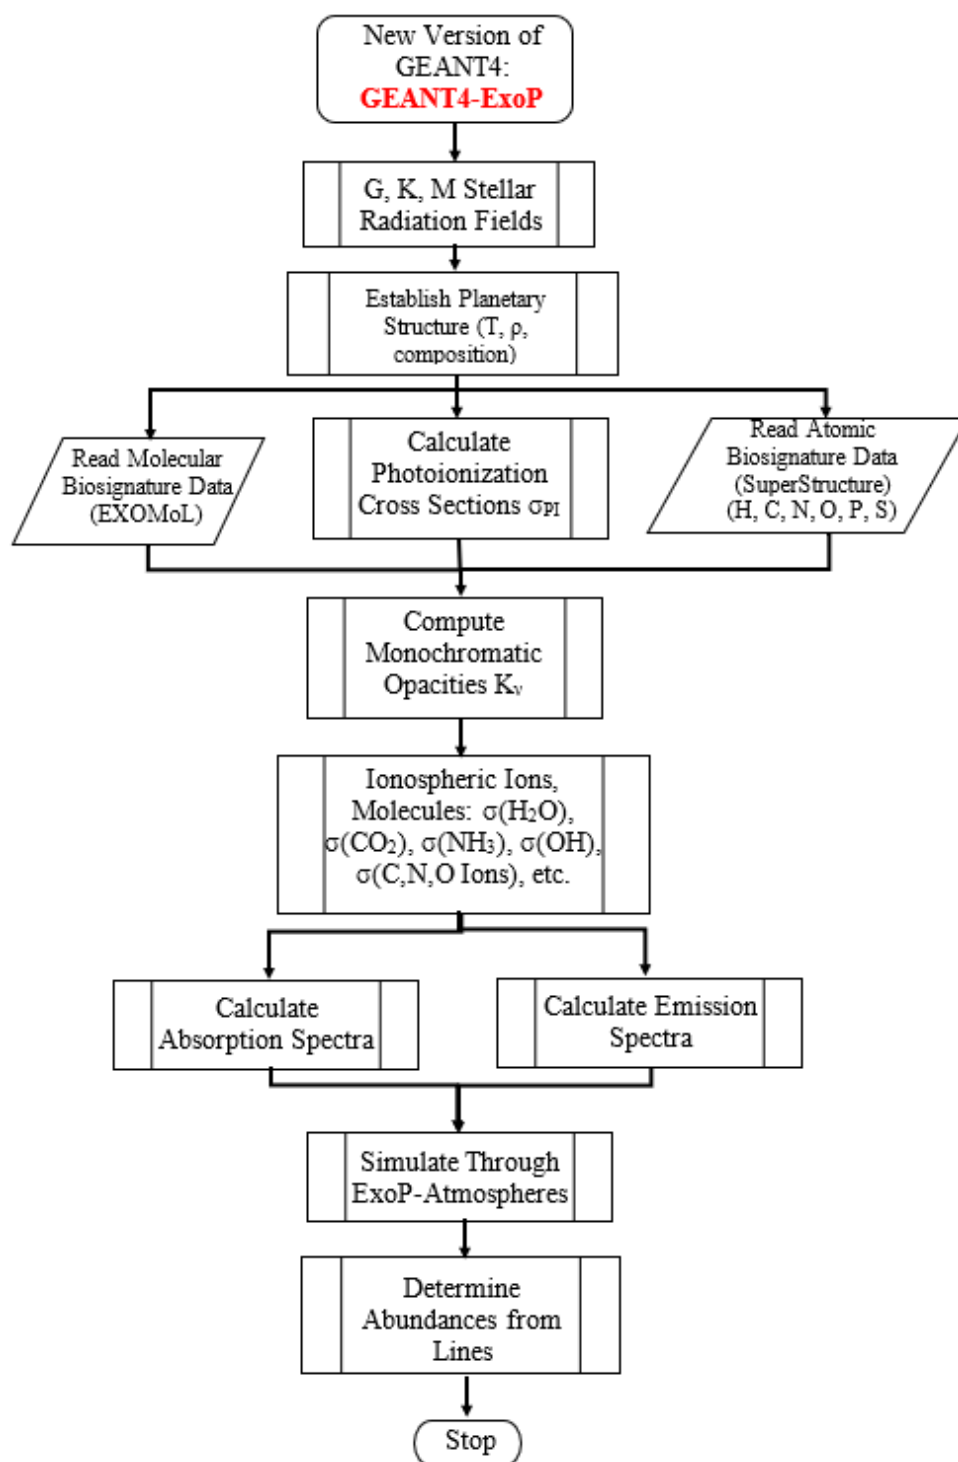 New Version of
GEANT4:
GEANT4-ExoP
G, K, M Stellar
Radiation Fields
Establish Planetary
Structure (T, ρ,
composition)
Read Molecular
Biosignature Data
(EXOMoL)
Calculate
Photoionization
Cross Sections σPI
Read Atomic
Biosignature Data
(SuperStructure)
(H, C, N, O, P, S)
Compute
Monochromatic
Opacities Kν
Ionospheric Ions,
Molecules: σ(H₂O),
σ(CO₂), σ(NH₃), σ(OH),
σ(C,N,O Ions), etc.
Calculate
Absorption Spectra
Calculate Emission
Spectra
Simulate Through
ExoP-Atmospheres
Determine
Abundances from
Lines
Stop